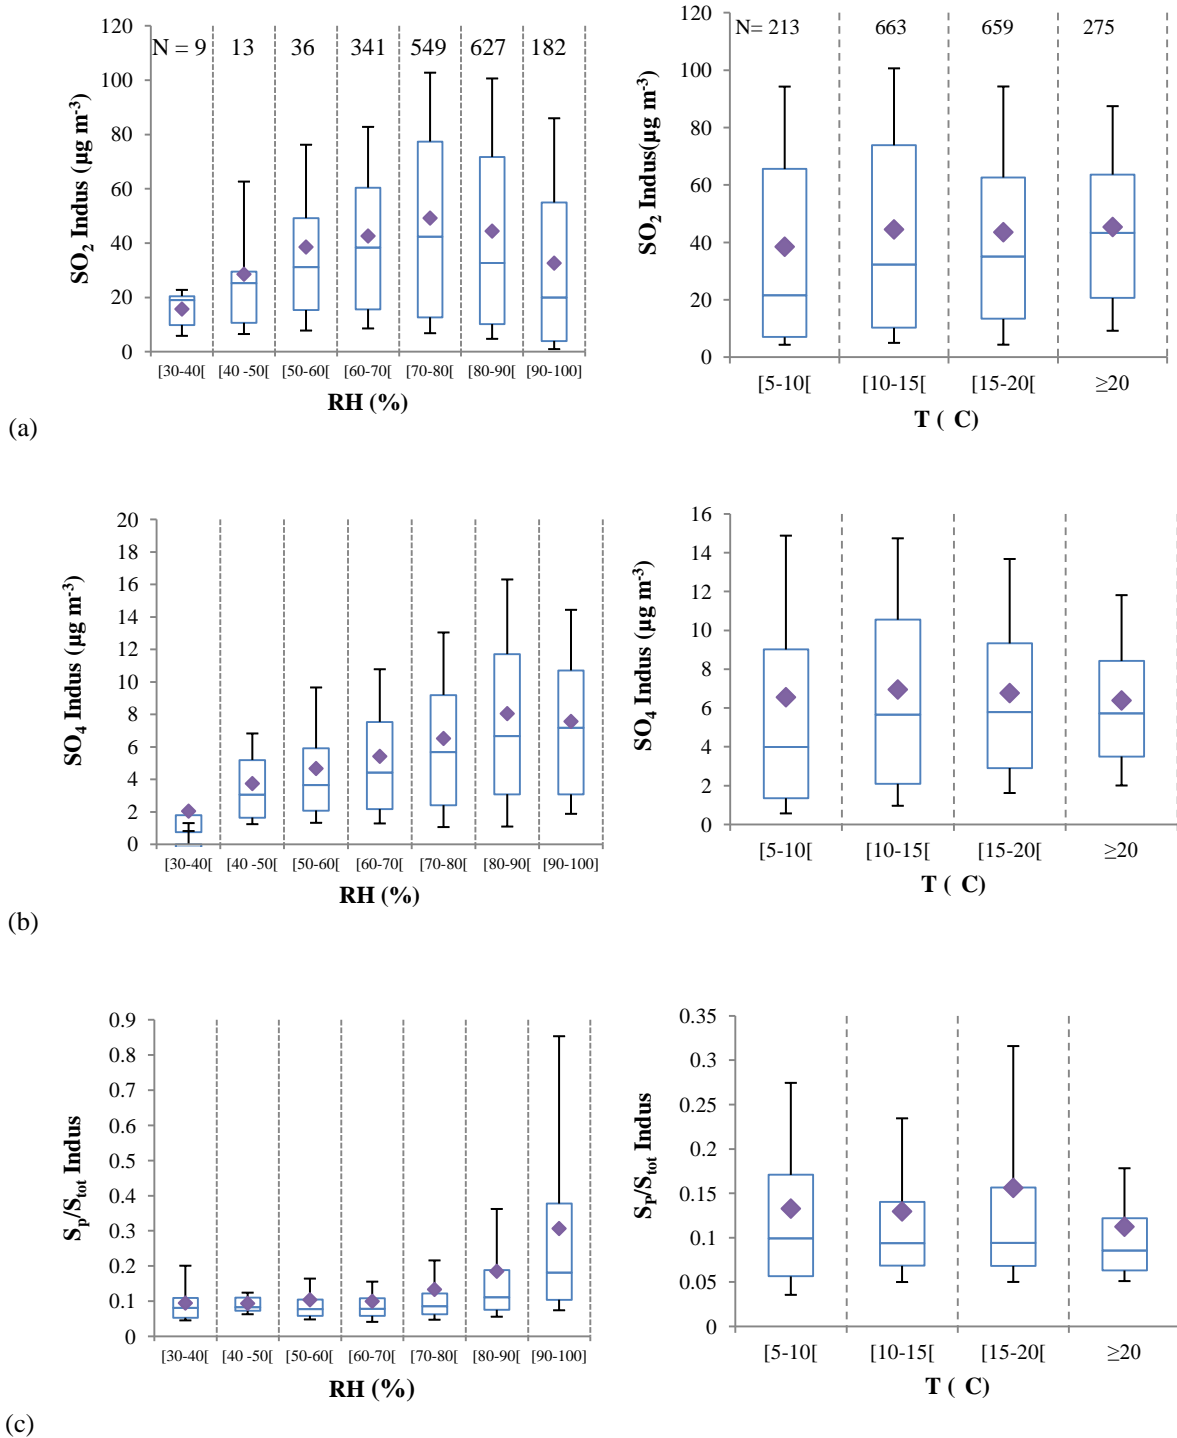 120
100
80
60
40
20
0
SO2 Indus (µg m-3)
N = 9 13 36 341 549 627 182
[30-40[ [40 -50[ [50-60[ [60-70[ [70-80[ [80-90[ [90-100]
RH (%)
120
100
80
60
40
20
0
SO2 Indus(µg m-3)
N= 213 663 659 275
[5-10[ [10-15[ [15-20[ ≥20
T ( C)
(a)
20
18
16
14
12
10
8
6
4
2
0
SO4 Indus (µg m-3)
[30-40[ [40 -50[ [50-60[ [60-70[ [70-80[ [80-90[ [90-100]
RH (%)
16
14
12
10
8
6
4
2
0
SO4 Indus (µg m-3)
[5-10[ [10-15[ [15-20[ ≥20
T ( C)
(b)
0.9
0.8
0.7
0.6
0.5
0.4
0.3
0.2
0.1
0
Sp/Stot Indus
[30-40[ [40 -50[ [50-60[ [60-70[ [70-80[ [80-90[ [90-100]
RH (%)
0.35
0.3
0.25
0.2
0.15
0.1
0.05
0
Sp/Stot Indus
[5-10[ [10-15[ [15-20[ ≥20
T ( C)
(c)